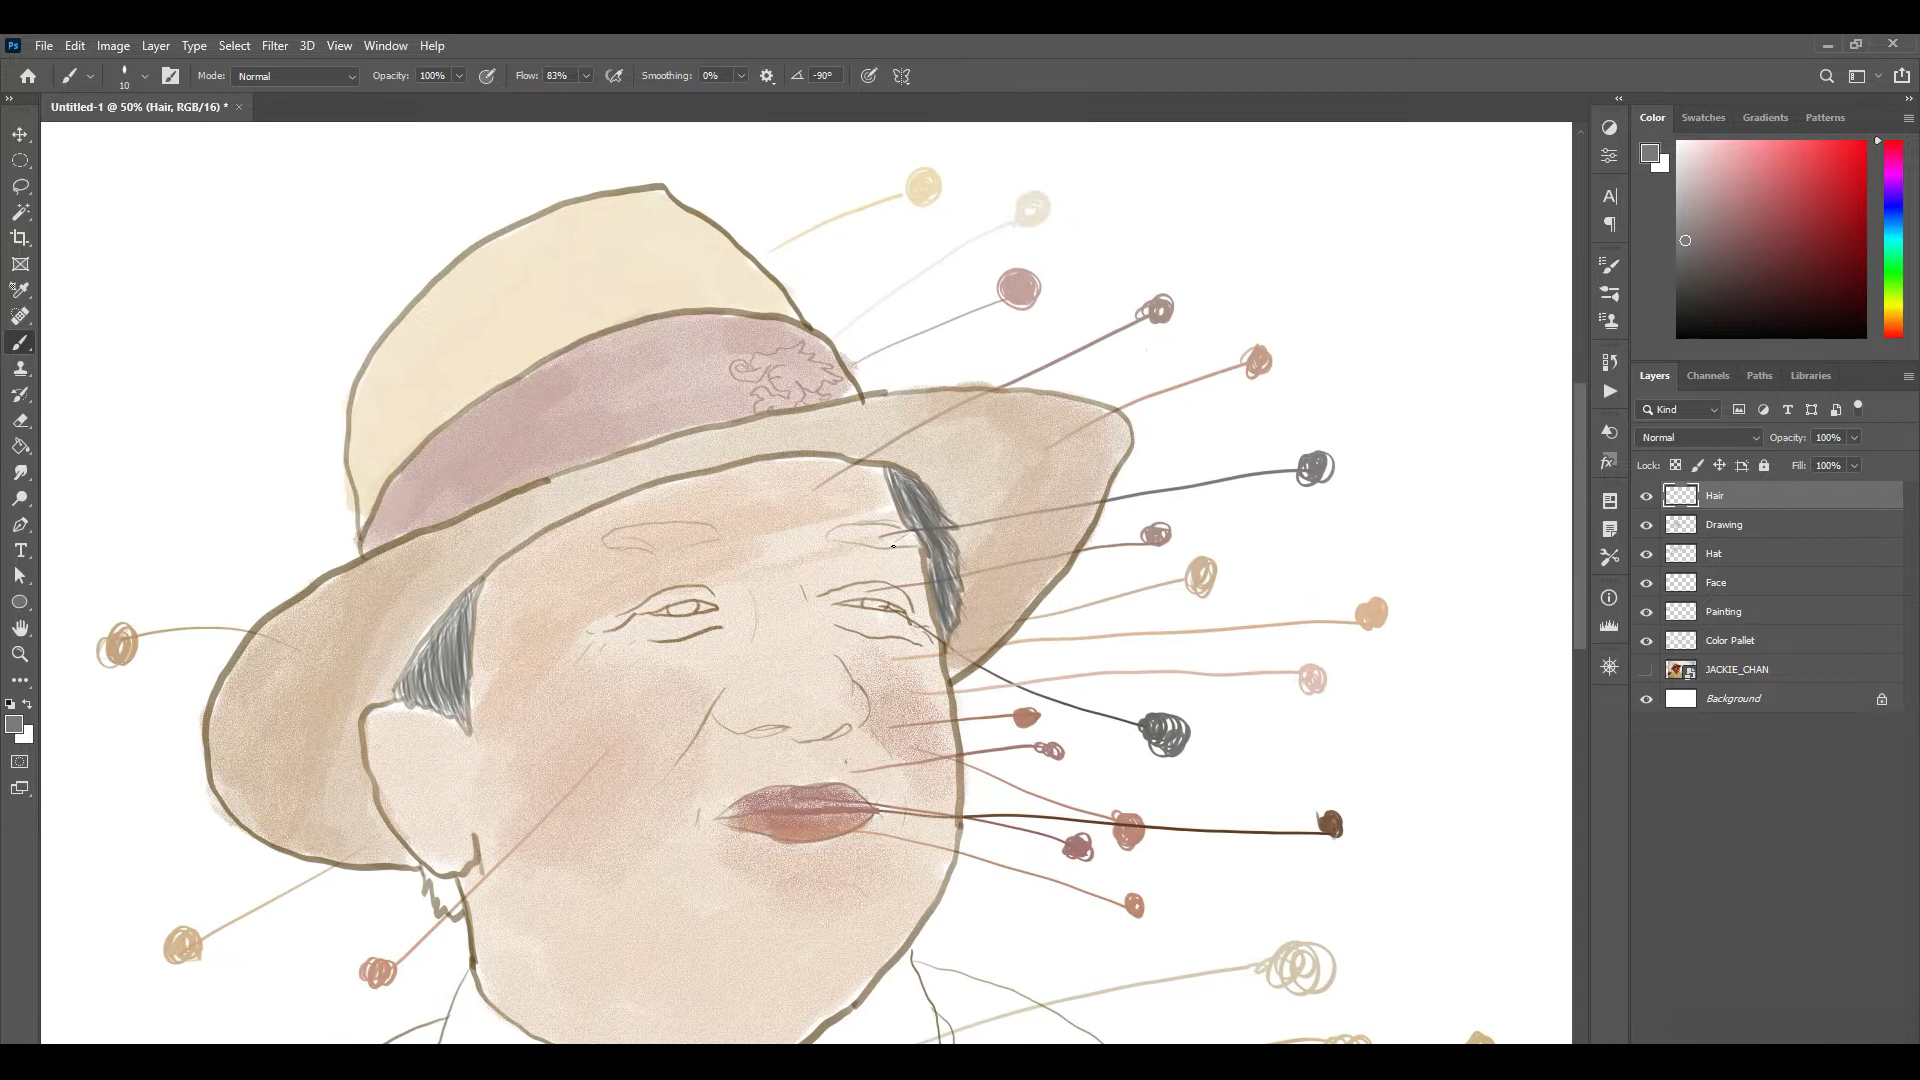 Ps File Edit Image Layer Type Select Filter 3D View Window Help
10 Mode: Normal Opacity: 100% Flow: 83% Smoothing: 0% -90°
Untitled-1 @ 50% (Hair, RGB/16) *
Color Swatches Gradients Patterns
Layers Channels Paths Libraries
Kind
Normal Opacity: 100%
Lock: Fill: 100%
Hair
Drawing
Hat
Face
Painting
Color Pallet
JACKIE_CHAN
Background